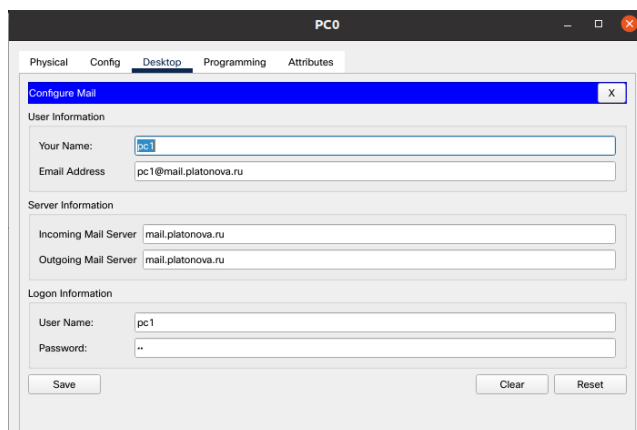 PC0
Physical Config Desktop Programming Attributes
Configure Mail X
User Information
Your Name: pc1
Email Address pc1@mail.platonova.ru
Server Information
Incoming Mail Server mail.platonova.ru
Outgoing Mail Server mail.platonova.ru
Logon Information
User Name: pc1
Password: ••
Save Clear Reset